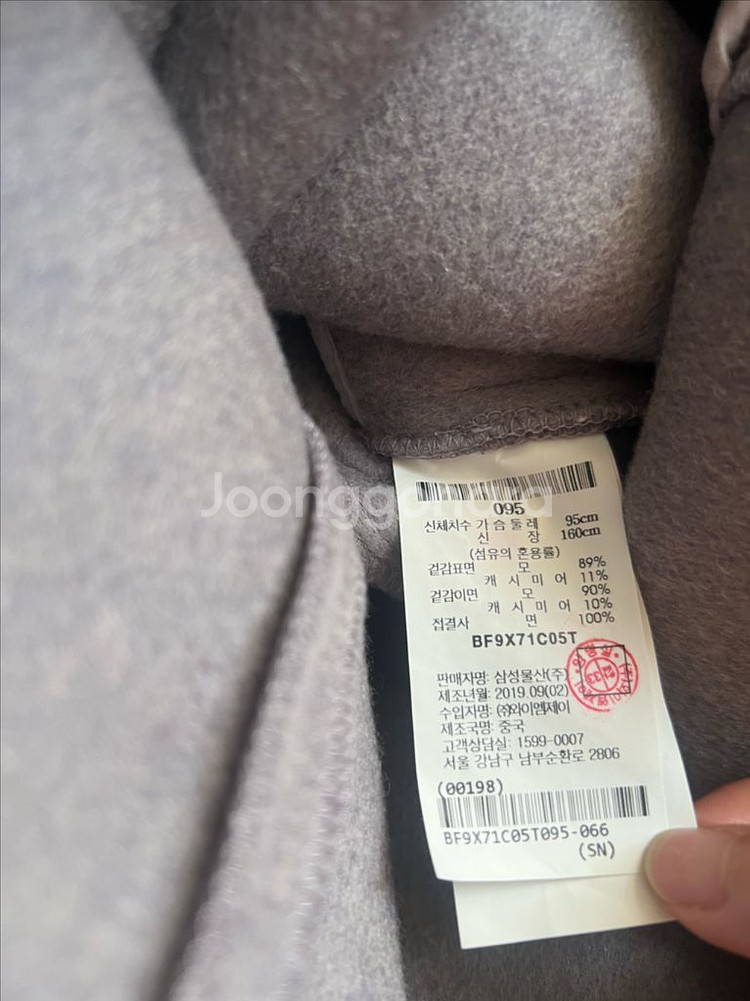 Joonggonara
095
신체치수 가 슴 둘 레 95cm
신 장 160cm
(섬유의 혼용률)
겉감표면 모 89%
캐 시 미 어 11%
겉감이면 모 90%
캐 시 미 어 10%
접결사 면 100%
BF9X71C05T
판매자명: 삼성물산(주)
제조년월: 2019.09(02)
수입자명: ㈜와이엠제이
제조국명: 중국
고객상담실: 1599-0007
서울 강남구 남부순환로 2806
(00198)
BF9X71C05T095-066
(SN)